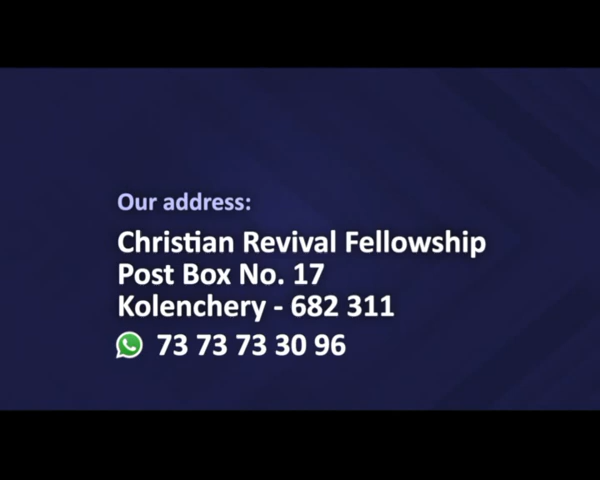 Our address:
Christian Revival Fellowship
Post Box No. 17
Kolenchery - 682 311
73 73 73 30 96